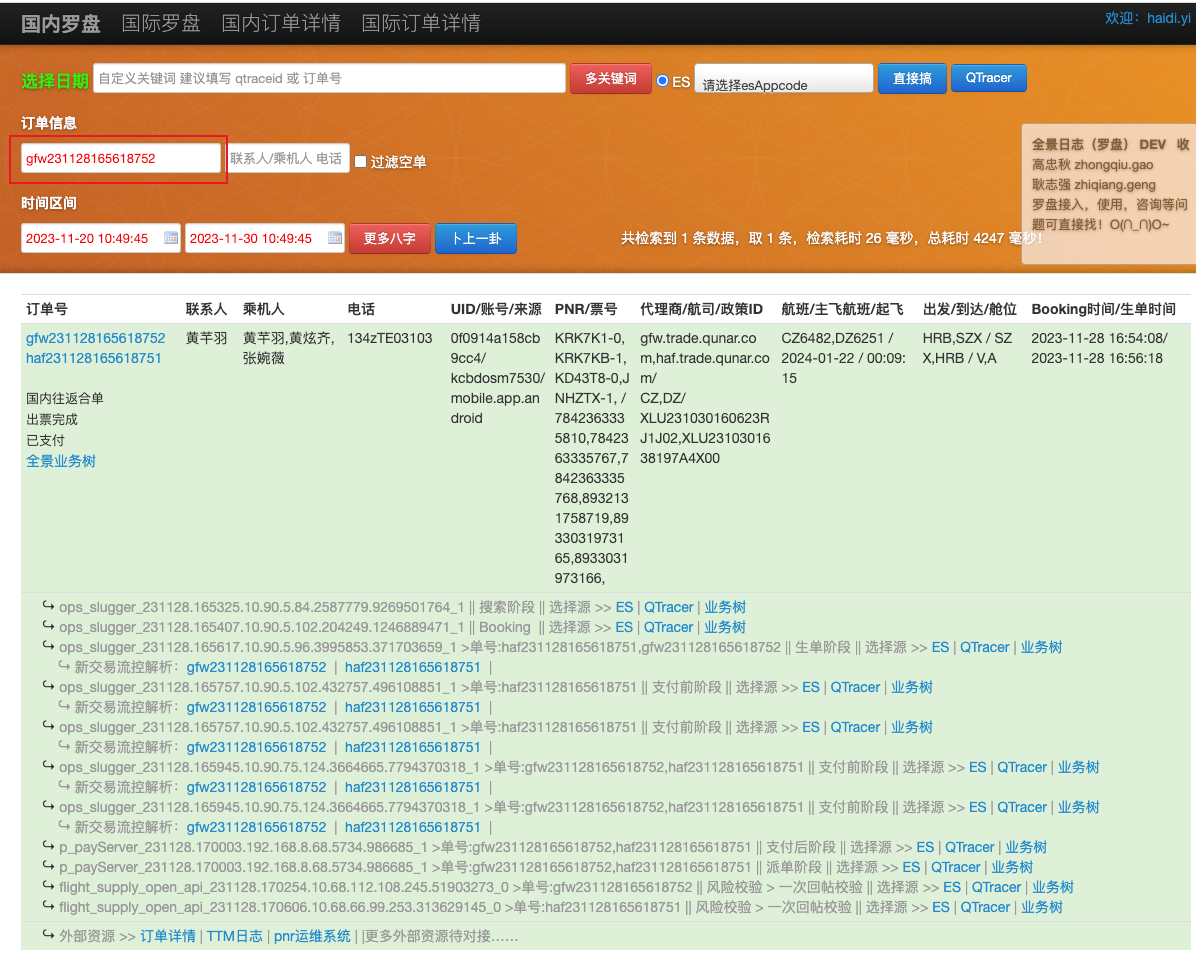 国内罗盘 国际罗盘 国内订单详情 国际订单详情 欢迎：haidi.yi
选择日期 自定义关键词 建议填写 qtraceid 或 订单号 多关键词 ES 请选择esAppcode 直接搞 QTracer
订单信息
gfw231128165618752 联系人/乘机人 电话 过滤空单
全景日志（罗盘） DEV 收
高忠秋 zhongqiu.gao
耿志强 zhiqiang.geng
罗盘接入，使用，咨询等问
题可直接找！O(∩_∩)O~
时间区间
2023-11-20 10:49:45 2023-11-30 10:49:45 更多八字 卜上一卦 共检索到 1 条数据，取 1 条，检索耗时 26 毫秒，总耗时 4247 毫秒！
订单号 联系人 乘机人 电话 UID/账号/来源 PNR/票号 代理商/航司/政策ID 航班/主飞航班/起飞 出发/到达/舱位 Booking时间/生单时间
gfw231128165618752 黄芊羽 黄芊羽,黄炫齐, 134zTE03103 0f0914a158cb KRK7K1-0, gfw.trade.qunar.co CZ6482,DZ6251 / HRB,SZX / SZ 2023-11-28 16:54:08/
haf231128165618751 张婉薇 9cc4/ KRK7KB-1, m,haf.trade.qunar.co 2024-01-22 / 00:09: X,HRB / V,A 2023-11-28 16:56:18
kcbdosm7530/ KD43T8-0,J m/ 15
国内往返合单 mobile.app.an NHZTX-1, / CZ,DZ/
出票完成 droid 784236333 XLU231030160623R
已支付 5810,78423 J1J02,XLU23103016
全景业务树 63335767,7 38197A4X00
842363335
768,893213
1758719,89
330319731
65,8933031
973166,
↪ ops_slugger_231128.165325.10.90.5.84.2587779.9269501764_1 || 搜索阶段 || 选择源 >> ES | QTracer | 业务树
↪ ops_slugger_231128.165407.10.90.5.102.204249.1246889471_1 || Booking || 选择源 >> ES | QTracer | 业务树
↪ ops_slugger_231128.165617.10.90.5.96.3995853.371703659_1 >单号:haf231128165618751,gfw231128165618752 || 生单阶段 || 选择源 >> ES | QTracer | 业务树
↪ 新交易流控解析：gfw231128165618752 | haf231128165618751 |
↪ ops_slugger_231128.165757.10.90.5.102.432757.496108851_1 >单号:haf231128165618751 || 支付前阶段 || 选择源 >> ES | QTracer | 业务树
↪ 新交易流控解析：gfw231128165618752 | haf231128165618751 |
↪ ops_slugger_231128.165757.10.90.5.102.432757.496108851_1 >单号:haf231128165618751 || 支付前阶段 || 选择源 >> ES | QTracer | 业务树
↪ 新交易流控解析：gfw231128165618752 | haf231128165618751 |
↪ ops_slugger_231128.165945.10.90.75.124.3664665.7794370318_1 >单号:gfw231128165618752,haf231128165618751 || 支付前阶段 || 选择源 >> ES | QTracer | 业务树
↪ 新交易流控解析：gfw231128165618752 | haf231128165618751 |
↪ ops_slugger_231128.165945.10.90.75.124.3664665.7794370318_1 >单号:gfw231128165618752,haf231128165618751 || 支付前阶段 || 选择源 >> ES | QTracer | 业务树
↪ 新交易流控解析：gfw231128165618752 | haf231128165618751 |
↪ p_payServer_231128.170003.192.168.8.68.5734.986685_1 >单号:gfw231128165618752,haf231128165618751 || 支付后阶段 || 选择源 >> ES | QTracer | 业务树
↪ p_payServer_231128.170003.192.168.8.68.5734.986685_1 >单号:gfw231128165618752,haf231128165618751 || 派单阶段 || 选择源 >> ES | QTracer | 业务树
↪ flight_supply_open_api_231128.170254.10.68.112.108.245.51903273_0 >单号:gfw231128165618752 || 风险校验 > 一次回帖校验 || 选择源 >> ES | QTracer | 业务树
↪ flight_supply_open_api_231128.170606.10.68.66.99.253.313629145_0 >单号:haf231128165618751 || 风险校验 > 一次回帖校验 || 选择源 >> ES | QTracer | 业务树
↪ 外部资源 >> 订单详情 | TTM日志 | pnr运维系统 | |更多外部资源待对接……